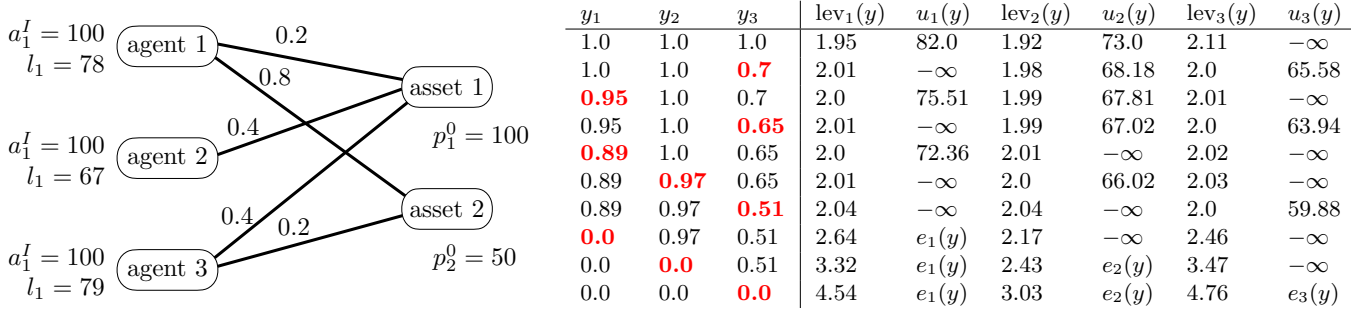 a_1^I = 100
l_1 = 78
agent 1
0.2
0.8
asset 1
p_1^0 = 100
a_1^I = 100
l_1 = 67
agent 2
0.4
asset 2
p_2^0 = 50
a_1^I = 100
l_1 = 79
agent 3
0.4
0.2
y_1 y_2 y_3 lev_1(y) u_1(y) lev_2(y) u_2(y) lev_3(y) u_3(y)
1.0 1.0 1.0 1.95 82.0 1.92 73.0 2.11 −∞
1.0 1.0 0.7 2.01 −∞ 1.98 68.18 2.0 65.58
0.95 1.0 0.7 2.0 75.51 1.99 67.81 2.01 −∞
0.95 1.0 0.65 2.01 −∞ 1.99 67.02 2.0 63.94
0.89 1.0 0.65 2.0 72.36 2.01 −∞ 2.02 −∞
0.89 0.97 0.65 2.01 −∞ 2.0 66.02 2.03 −∞
0.89 0.97 0.51 2.04 −∞ 2.04 −∞ 2.0 59.88
0.0 0.97 0.51 2.64 e_1(y) 2.17 −∞ 2.46 −∞
0.0 0.0 0.51 3.32 e_1(y) 2.43 e_2(y) 3.47 −∞
0.0 0.0 0.0 4.54 e_1(y) 3.03 e_2(y) 4.76 e_3(y)